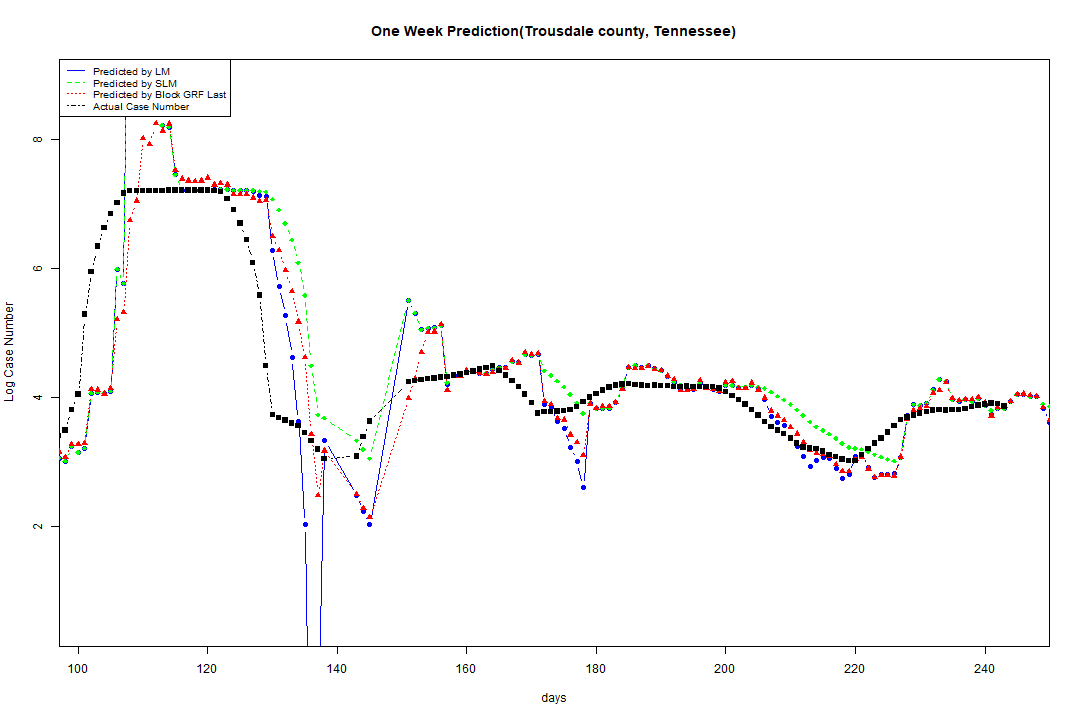 One Week Prediction(Trousdale county, Tennessee)
Predicted by LM
Predicted by SLM
Predicted by Block GRF Last
Actual Case Number
8
6
4
2
Log Case Number
100 120 140 160 180 200 220 240
days